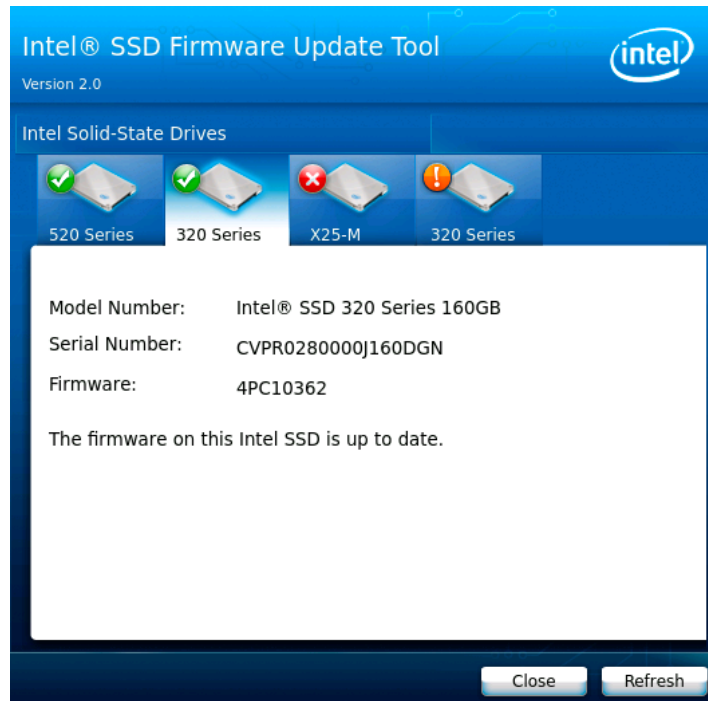 Intel® SSD Firmware Update Tool
Version 2.0
intel
Intel Solid-State Drives
520 Series 320 Series X25-M 320 Series
Model Number: Intel® SSD 320 Series 160GB
Serial Number: CVPR0280000J160DGN
Firmware: 4PC10362
The firmware on this Intel SSD is up to date.
Close Refresh